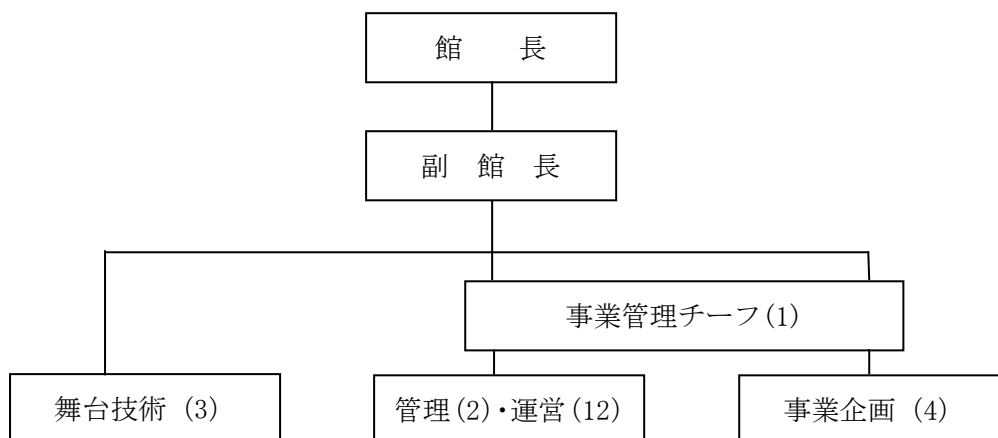 館　　長
副　館　長
事業管理チーフ(1)
舞台技術 (3)
管理(2)・運営(12)
事業企画 (4)